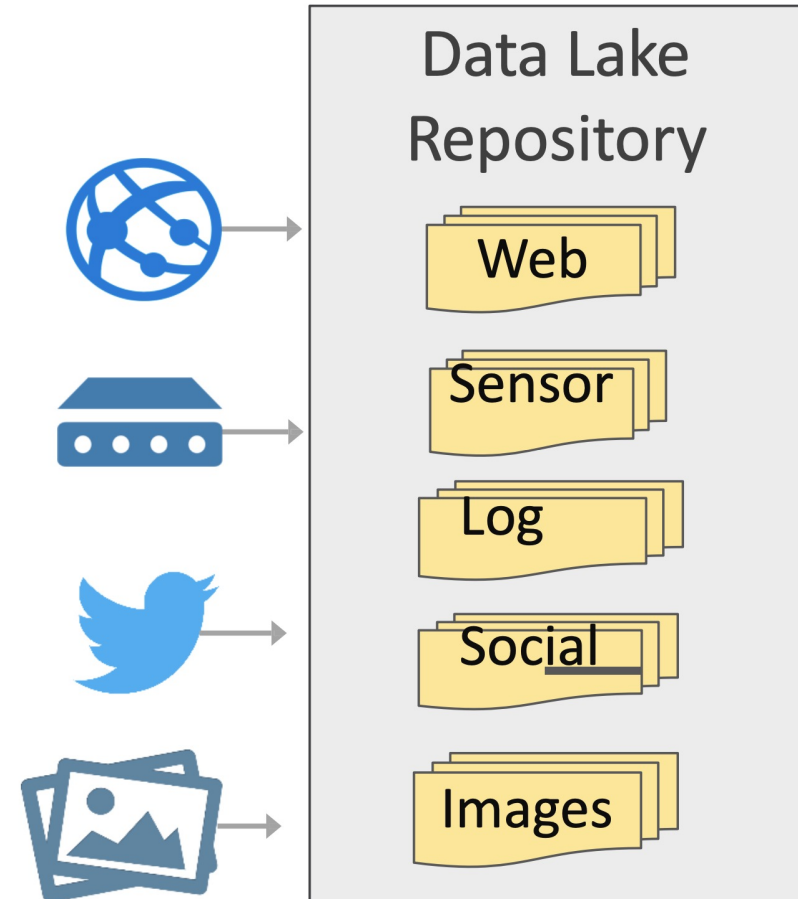 Data Lake
Repository
Web
Sensor
Log
Social
Images